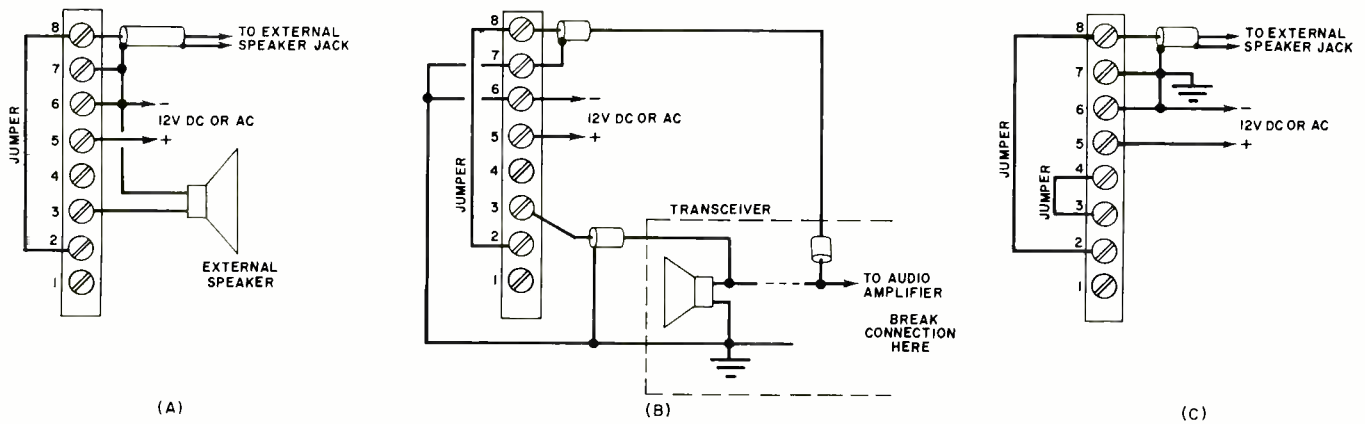 8
TO EXTERNAL
SPEAKER JACK
7
6
-
12V DC OR AC
5
+
JUMPER
4
3
2
EXTERNAL
SPEAKER
1
(A)
8
7
6
-
12V DC OR AC
5
+
4
JUMPER
3
TRANSCEIVER
2
1
TO AUDIO
AMPLIFIER
BREAK
CONNECTION
HERE
(B)
8
TO EXTERNAL
SPEAKER JACK
7
6
-
12V DC OR AC
5
+
JUMPER
4
JUMPER
3
2
1
(C)